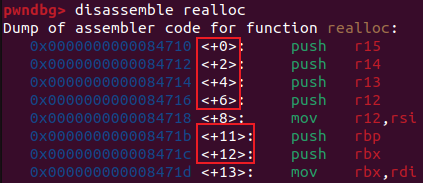 pwndbg> disassemble realloc
Dump of assembler code for function realloc:
0x0000000000084710 <+0>: push r15
0x0000000000084712 <+2>: push r14
0x0000000000084714 <+4>: push r13
0x0000000000084716 <+6>: push r12
0x0000000000084718 <+8>: mov r12,rsi
0x000000000008471b <+11>: push rbp
0x000000000008471c <+12>: push rbx
0x000000000008471d <+13>: mov rbx,rdi